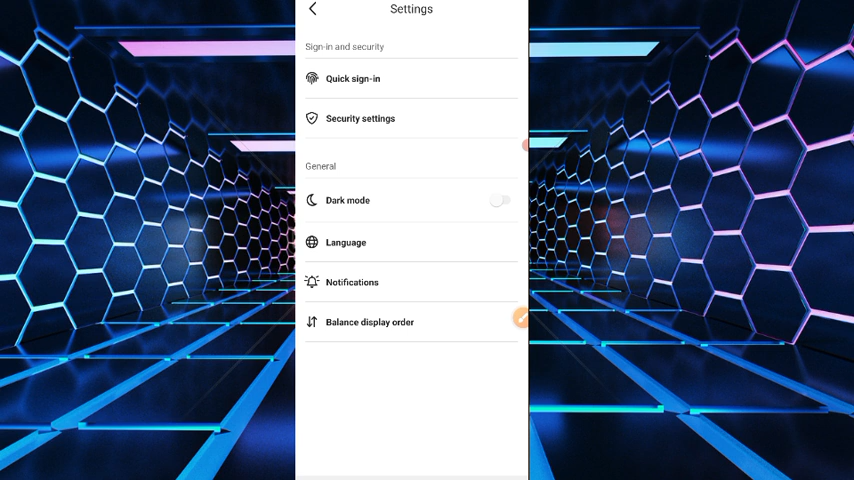 Settings
Sign-in and security
Quick sign-in
Security settings
General
Dark mode
Language
Notifications
Balance display order